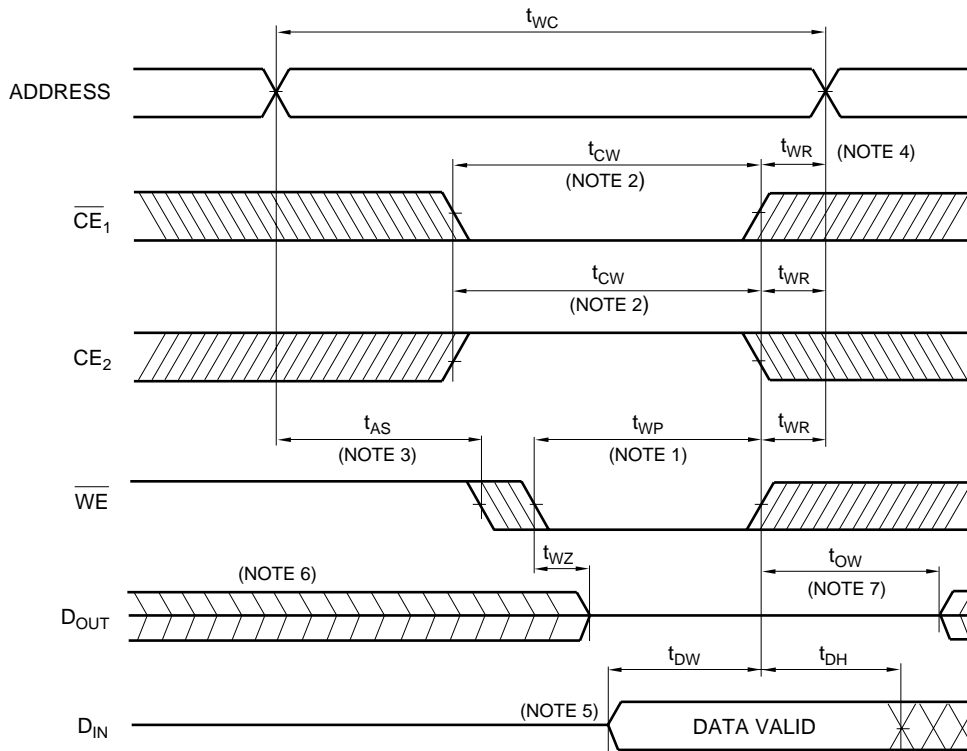 tWC
ADDRESS
tCW
(NOTE 2)
tWR
(NOTE 4)
CE1
tCW
(NOTE 2)
tWR
CE2
tAS
(NOTE 3)
tWP
(NOTE 1)
tWR
WE
tWZ
tOW
(NOTE 7)
(NOTE 6)
DOUT
tDW
tDH
DIN
(NOTE 5)
DATA VALID